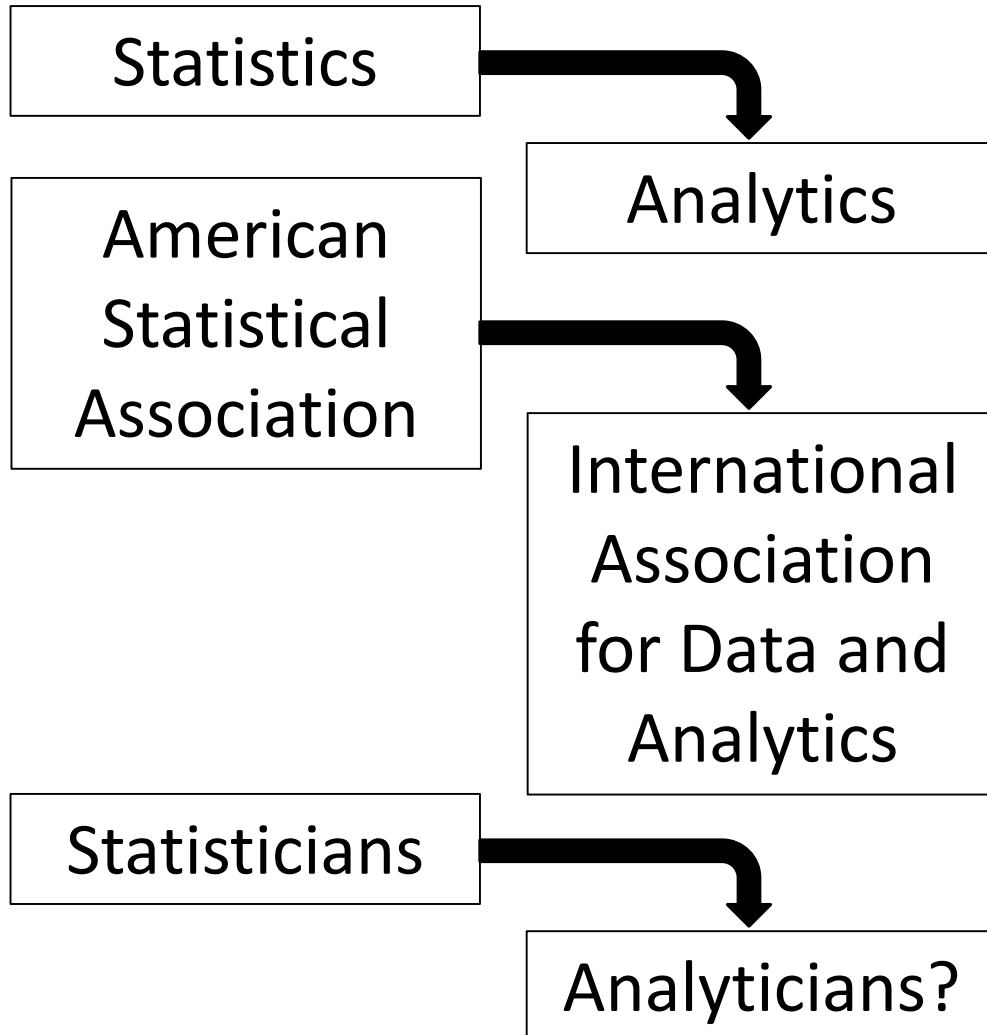 Statistics
Analytics
American
Statistical
Association
International
Association
for Data and
Analytics
Statisticians
Analyticians?